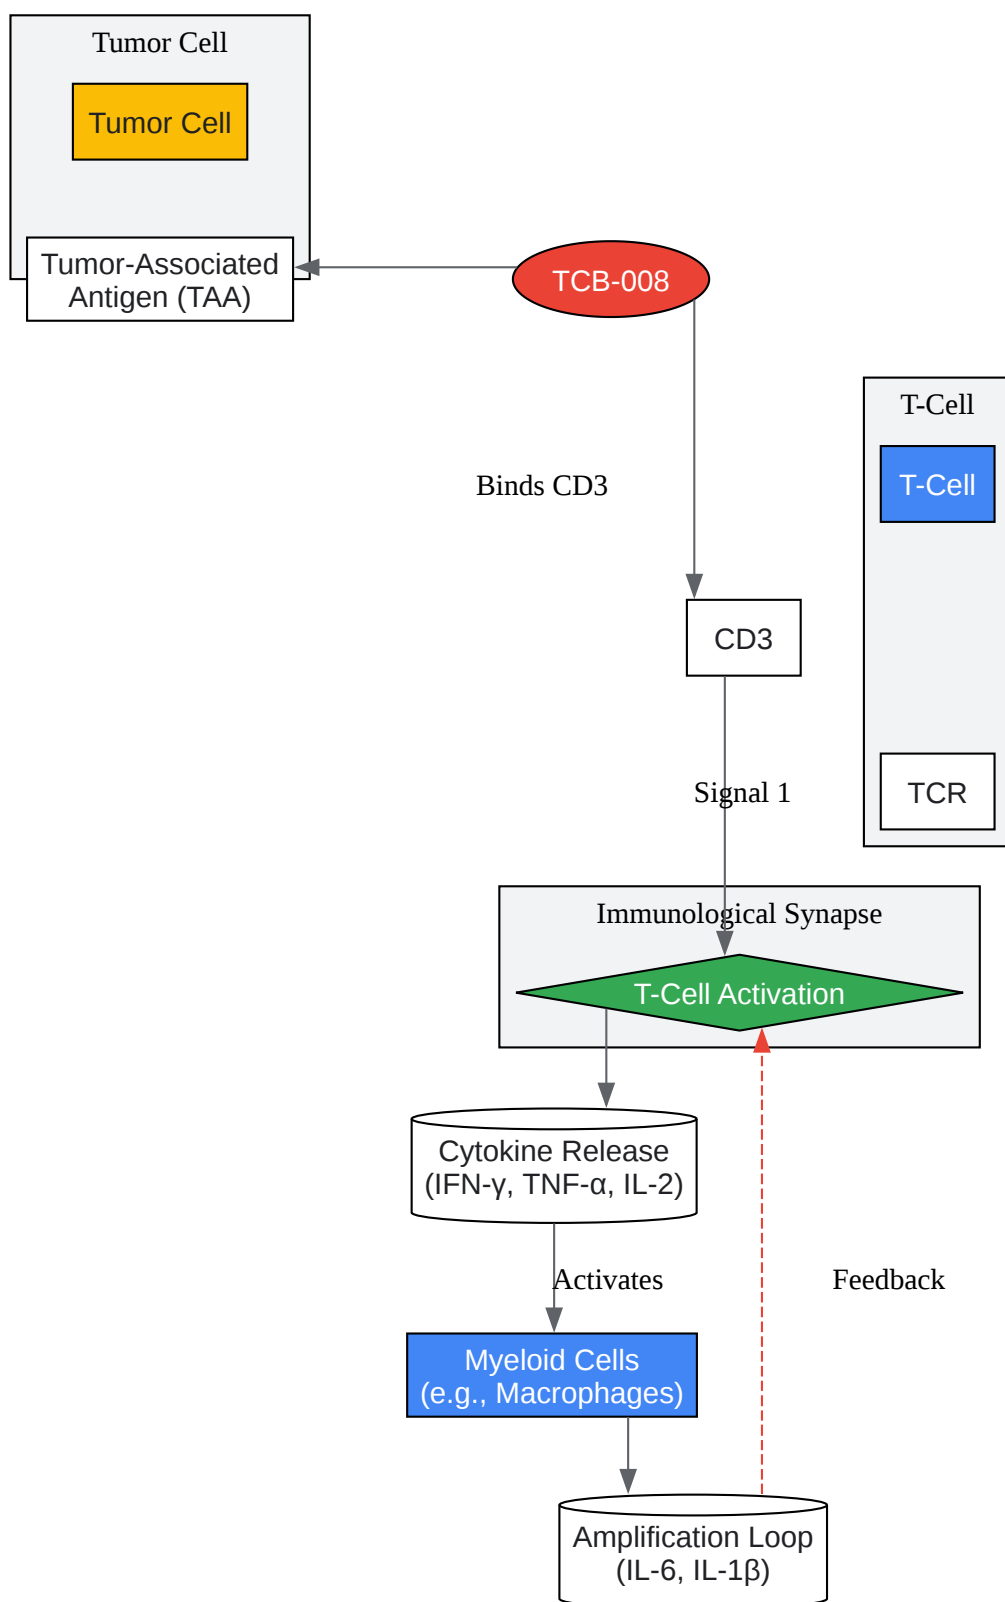 Tumor Cell
Tumor Cell
Tumor-Associated
Antigen (TAA)
TCB-008
T-Cell
T-Cell
Binds CD3
CD3
Signal 1
TCR
Immunological Synapse
T-Cell Activation
Cytokine Release
(IFN-γ, TNF-α, IL-2)
Activates
Feedback
Myeloid Cells
(e.g., Macrophages)
Amplification Loop
(IL-6, IL-1β)